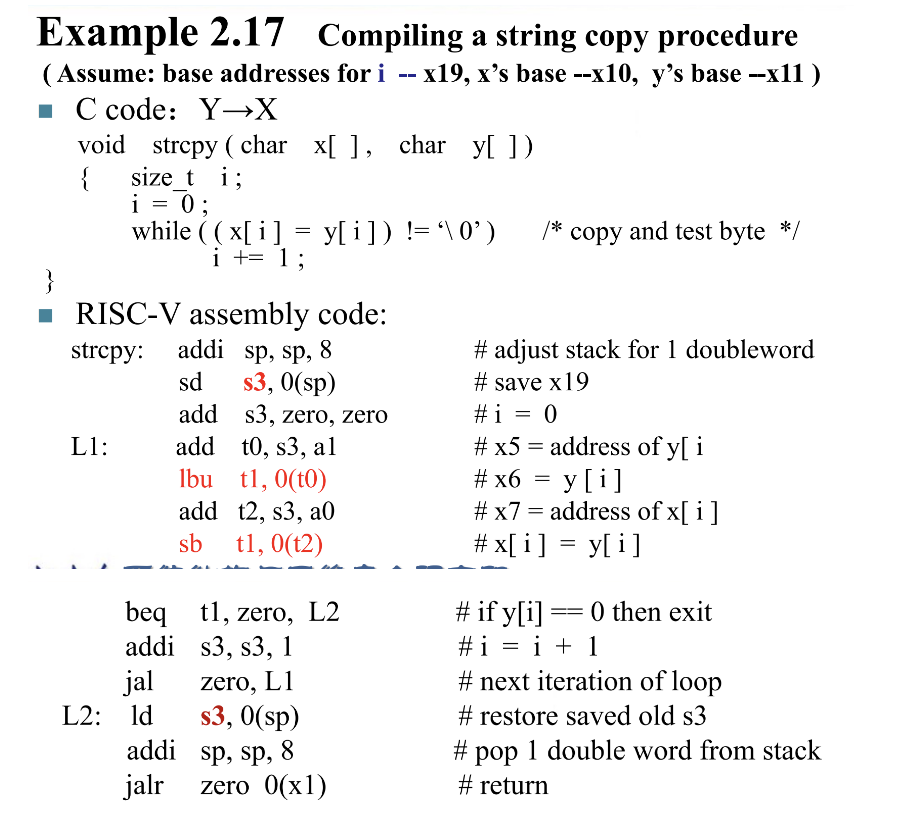 Example 2.17 Compiling a string copy procedure
( Assume: base addresses for i -- x19, x's base --x10, y's base --x11 )
■ C code： Y→X
void strcpy ( char x[ ] , char y[ ] )
{ size_t i ;
i = 0 ;
while ( ( x[ i ] = y[ i ] ) != ‘\ 0’ ) /* copy and test byte */
i += 1 ;
}
■ RISC-V assembly code:
strcpy: addi sp, sp, 8 # adjust stack for 1 doubleword
sd s3, 0(sp) # save x19
add s3, zero, zero # i = 0
L1: add t0, s3, a1 # x5 = address of y[ i
lbu t1, 0(t0) # x6 = y [ i ]
add t2, s3, a0 # x7 = address of x[ i ]
sb t1, 0(t2) # x[ i ] = y[ i ]
beq t1, zero, L2 # if y[i] == 0 then exit
addi s3, s3, 1 # i = i + 1
jal zero, L1 # next iteration of loop
L2: ld s3, 0(sp) # restore saved old s3
addi sp, sp, 8 # pop 1 double word from stack
jalr zero 0(x1) # return